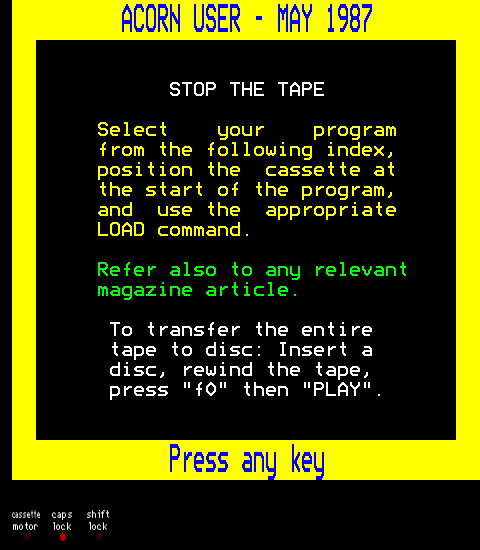 ACORN USER - MAY 1987
STOP THE TAPE
Select your program
from the following index,
position the cassette at
the start of the program,
and use the appropriate
LOAD command.
Refer also to any relevant
magazine article.
To transfer the entire
tape to disc: Insert a
disc, rewind the tape,
press "f0" then "PLAY".
Press any key
cassette caps shift
motor lock lock